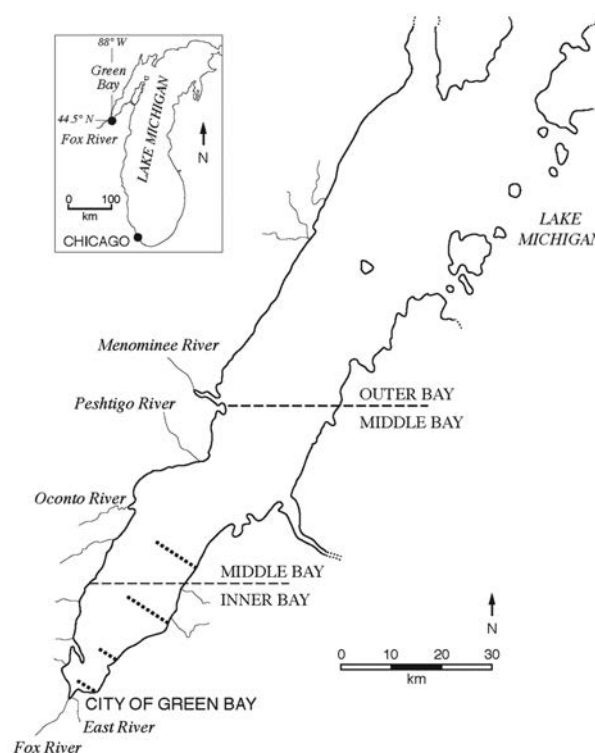 88° W
Green
Bay
44.5° N
Fox River
LAKE MICHIGAN
N
0 100
km
CHICAGO
LAKE
MICHIGAN
Menominee River
OUTER BAY
Peshtigo River
MIDDLE BAY
Oconto River
MIDDLE BAY
INNER BAY
N
0 10 20 30
km
CITY OF GREEN BAY
East River
Fox River